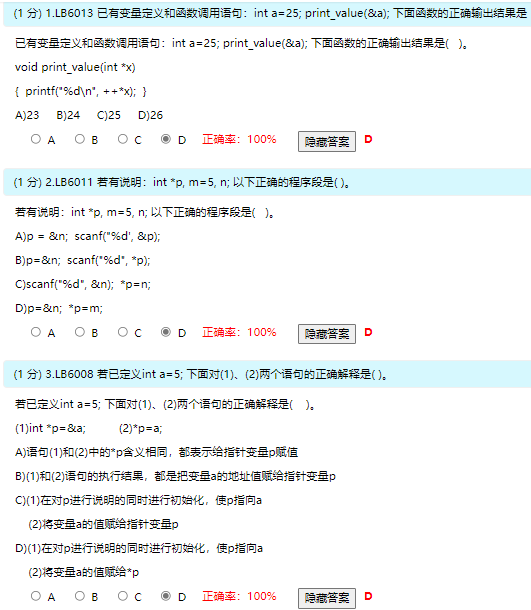 (1 分) 1.LB6013 已有变量定义和函数调用语句：int a=25; print_value(&a); 下面函数的正确输出结果是
已有变量定义和函数调用语句：int a=25; print_value(&a); 下面函数的正确输出结果是( )。
void print_value(int *x)
{ printf("%d\n", ++*x); }
A)23 B)24 C)25 D)26
A B C D 正确率：100% 隐藏答案 D
(1 分) 2.LB6011 若有说明：int *p, m=5, n; 以下正确的程序段是( )。
若有说明：int *p, m=5, n; 以下正确的程序段是( )。
A)p = &n; scanf("%d', &p);
B)p=&n; scanf("%d", *p);
C)scanf("%d", &n); *p=n;
D)p=&n; *p=m;
A B C D 正确率：100% 隐藏答案 D
(1 分) 3.LB6008 若已定义int a=5; 下面对(1)、(2)两个语句的正确解释是( )。
若已定义int a=5; 下面对(1)、(2)两个语句的正确解释是( )。
(1)int *p=&a; (2)*p=a;
A)语句(1)和(2)中的*p含义相同，都表示给指针变量p赋值
B)(1)和(2)语句的执行结果，都是把变量a的地址值赋给指针变量p
C)(1)在对p进行说明的同时进行初始化，使p指向a
(2)将变量a的值赋给指针变量p
D)(1)在对p进行说明的同时进行初始化，使p指向a
(2)将变量a的值赋给*p
A B C D 正确率：100% 隐藏答案 D